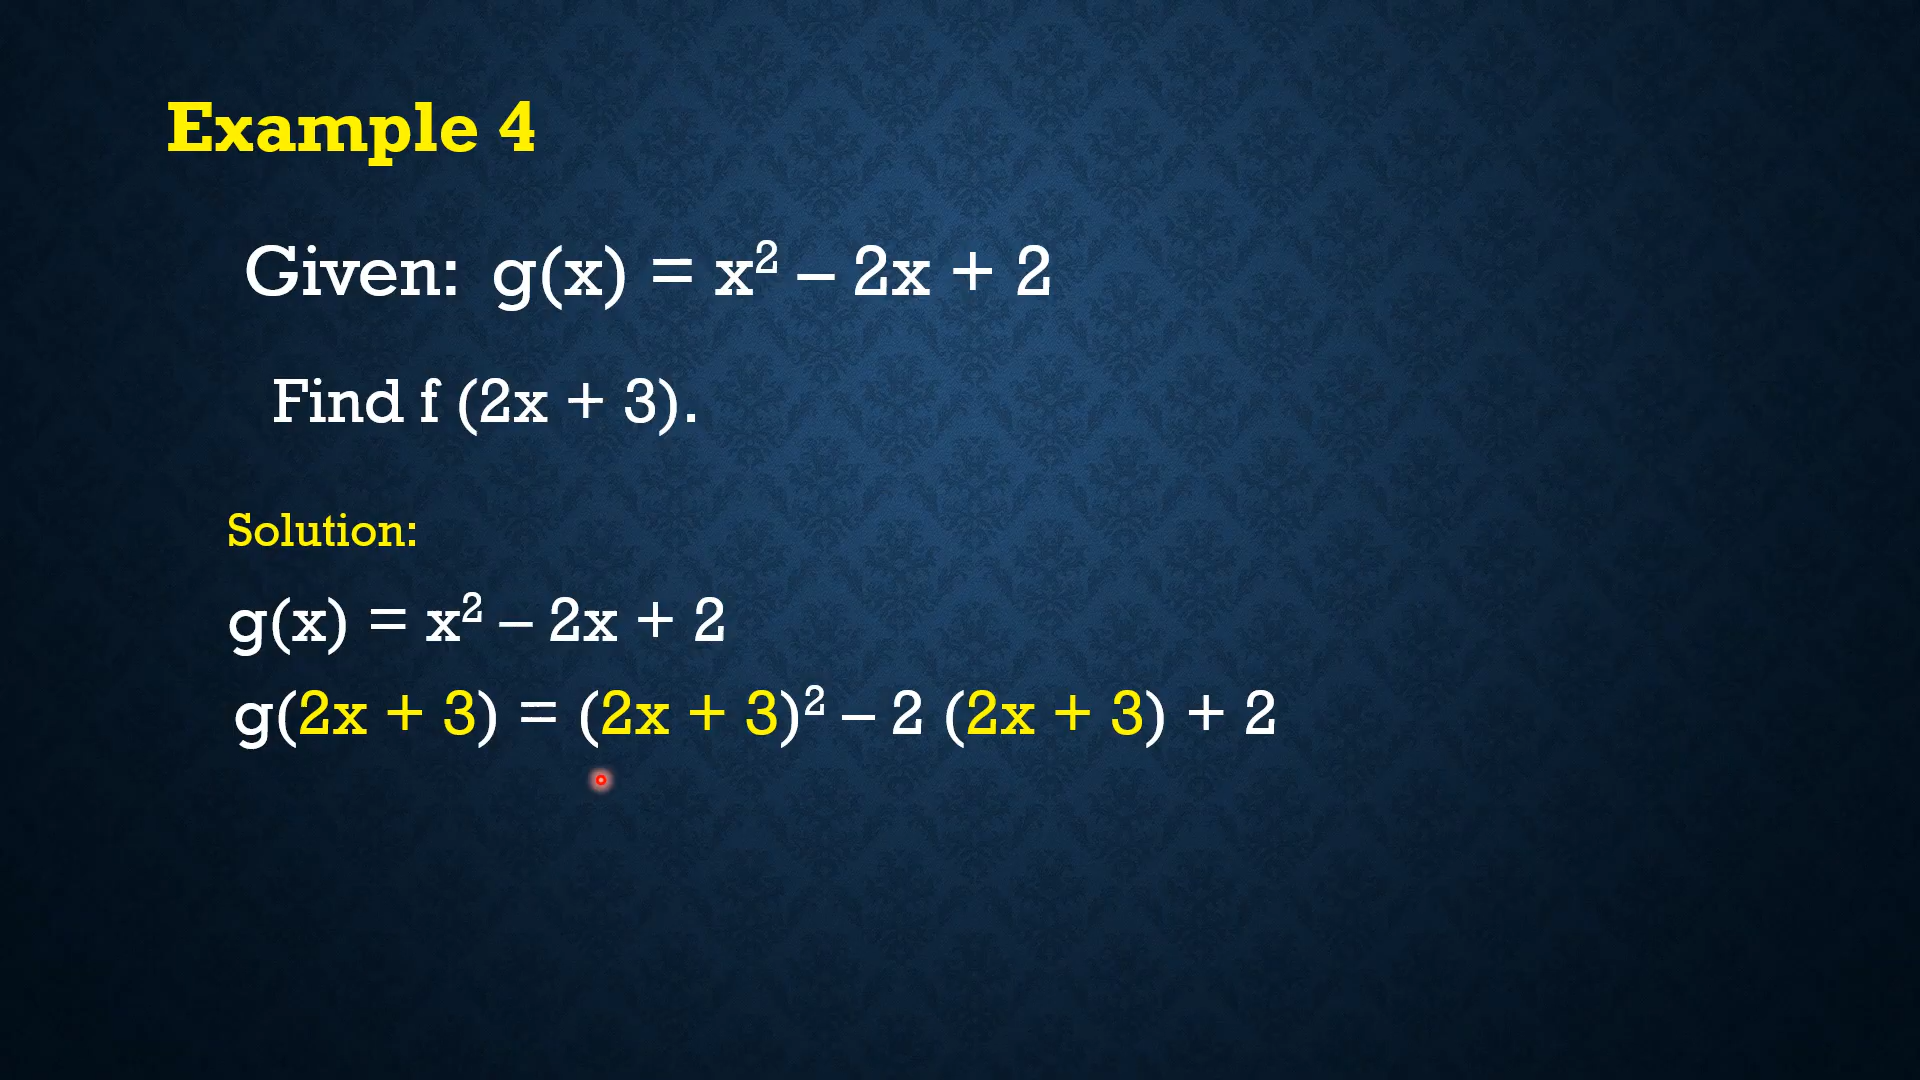 Example 4
Given: g(x) = x² – 2x + 2
Find f (2x + 3).
Solution:
g(x) = x² – 2x + 2
g(2x + 3) = (2x + 3)² – 2 (2x + 3) + 2